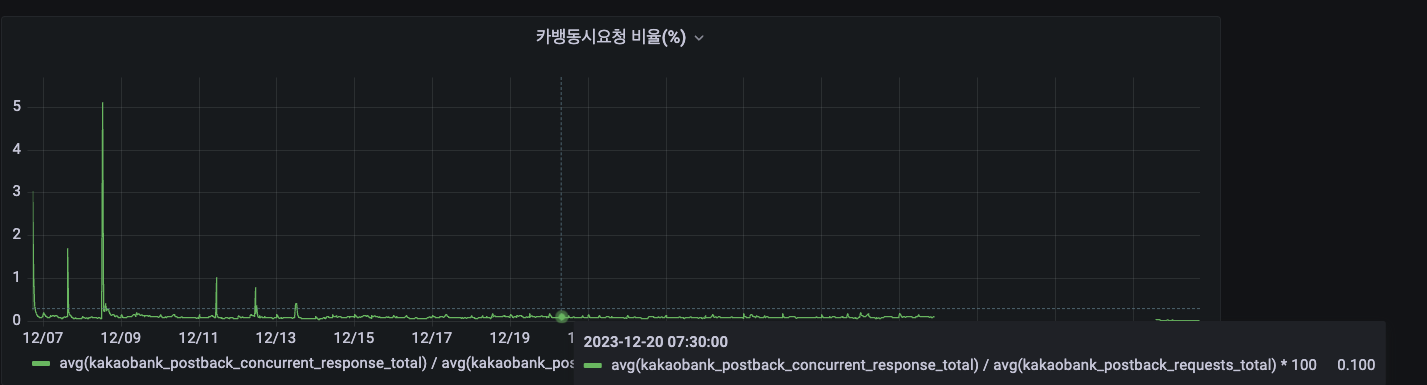 카뱅동시요청 비율(%)
5
4
3
2
1
0
12/07 12/09 12/11 12/13 12/15 12/17 12/19
avg(kakaobank_postback_concurrent_response_total) / avg(kakaobank_pos
2023-12-20 07:30:00
avg(kakaobank_postback_concurrent_response_total) / avg(kakaobank_postback_requests_total) * 100 0.100